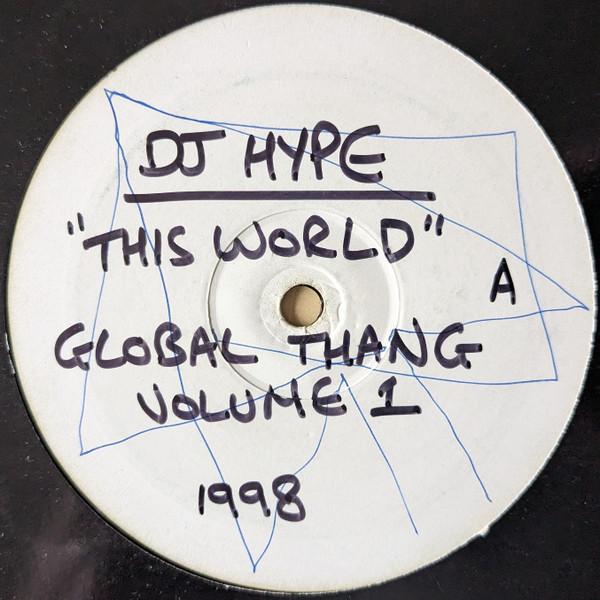 DJ HYPE
"THIS WORLD"
A
GLOBAL THANG
VOLUME 1
1998